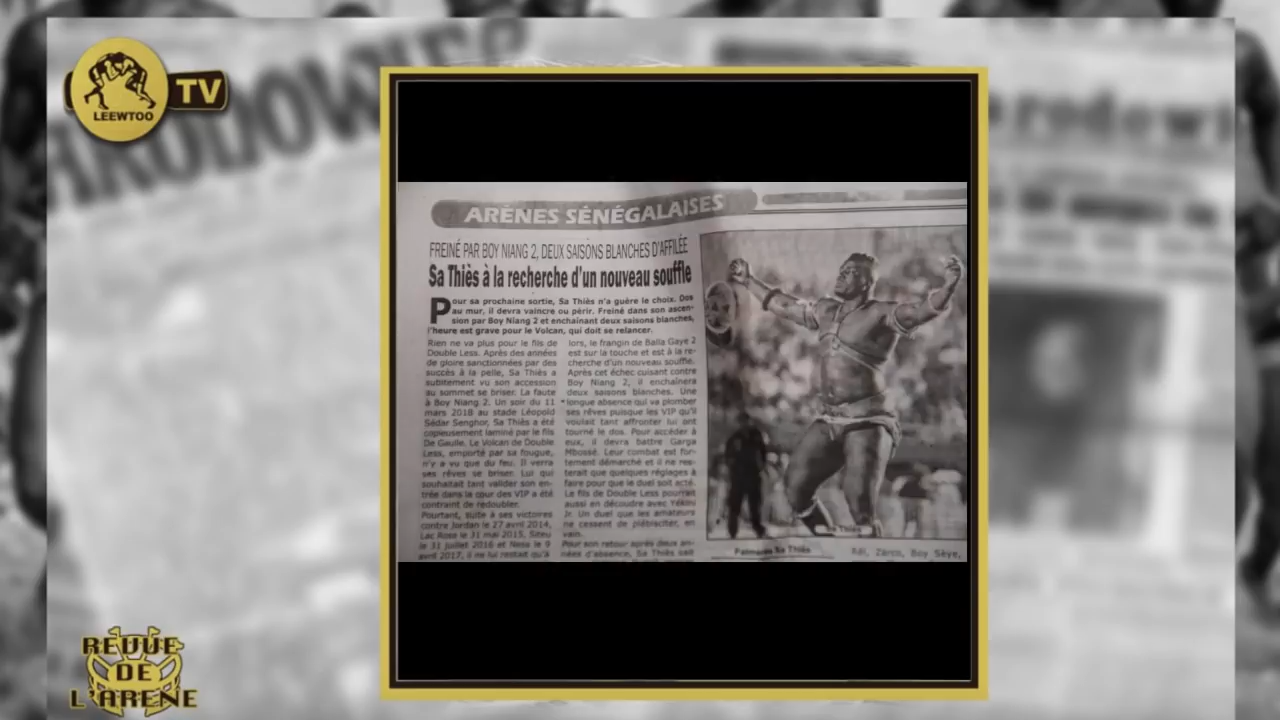 LEEWTOO
TV
ARÈNES SÉNÉGALAISES
FREINÉ PAR BOY NIANG 2, DEUX SAISONS BLANCHES D'AFFILÉE
Sa Thiès à la recherche d'un nouveau souffle
Pour sa prochaine sortie, Sa Thiès n'a guère le choix. Dos
au mur, il devra vaincre ou périr. Freiné dans son ascen-
sion par Boy Niang 2 et enchaînant deux saisons blanches,
l'heure est grave pour le Volcan, qui doit se relancer.
Rien ne va plus pour le fils de
Double Less. Après des années
de gloire sanctionnées par des
succès à la pelle, Sa Thiès a
subitement vu son accession
au sommet se briser. La faute
à Boy Niang 2. Un soir du 11
mars 2018 au stade Léopold
Sédar Senghor, Sa Thiès a été
copieusement laminé par le fils
De Gaulle. Le Volcan de Double
Less, emporté par sa fougue,
n'y a vu que du feu. Il verra
ses rêves se briser. Lui qui
souhaitait tant valider son en-
trée dans la cour des VIP a été
contraint de redoubler.
Pourtant, suite à ses victoires
contre Jordan le 27 avril 2014,
Lac Rose le 31 mai 2015, Siteu
le 31 juillet 2016 et Ness le 9
avril 2017, il ne lui restait qu'à
lors, le frangin de Balla Gaye 2
est sur la touche et est à la re-
cherche d'un nouveau souffle.
Après cet échec cuisant contre
Boy Niang 2, il enchaînera
deux saisons blanches. Une
longue absence qui va plomber
ses rêves puisque les VIP qu'il
voulait tant affronter lui ont
tourné le dos. Pour accéder à
eux, il devra battre Garga
Mbossé. Leur combat est for-
tement démarché et il ne res-
terait que quelques réglages à
faire pour que le duel soit acté.
Le fils de Double Less pourrait
aussi en découdre avec Yékini
Jr. Un duel que les amateurs
ne cessent de plébisciter, en
vain.
Pour son retour après deux an-
nées d'absence, Sa Thiès sait
Sa Thiès
Palmarès Sa Thiès
Adi, Zarco, Boy Sèye,
REVUE
DE
L'ARENE